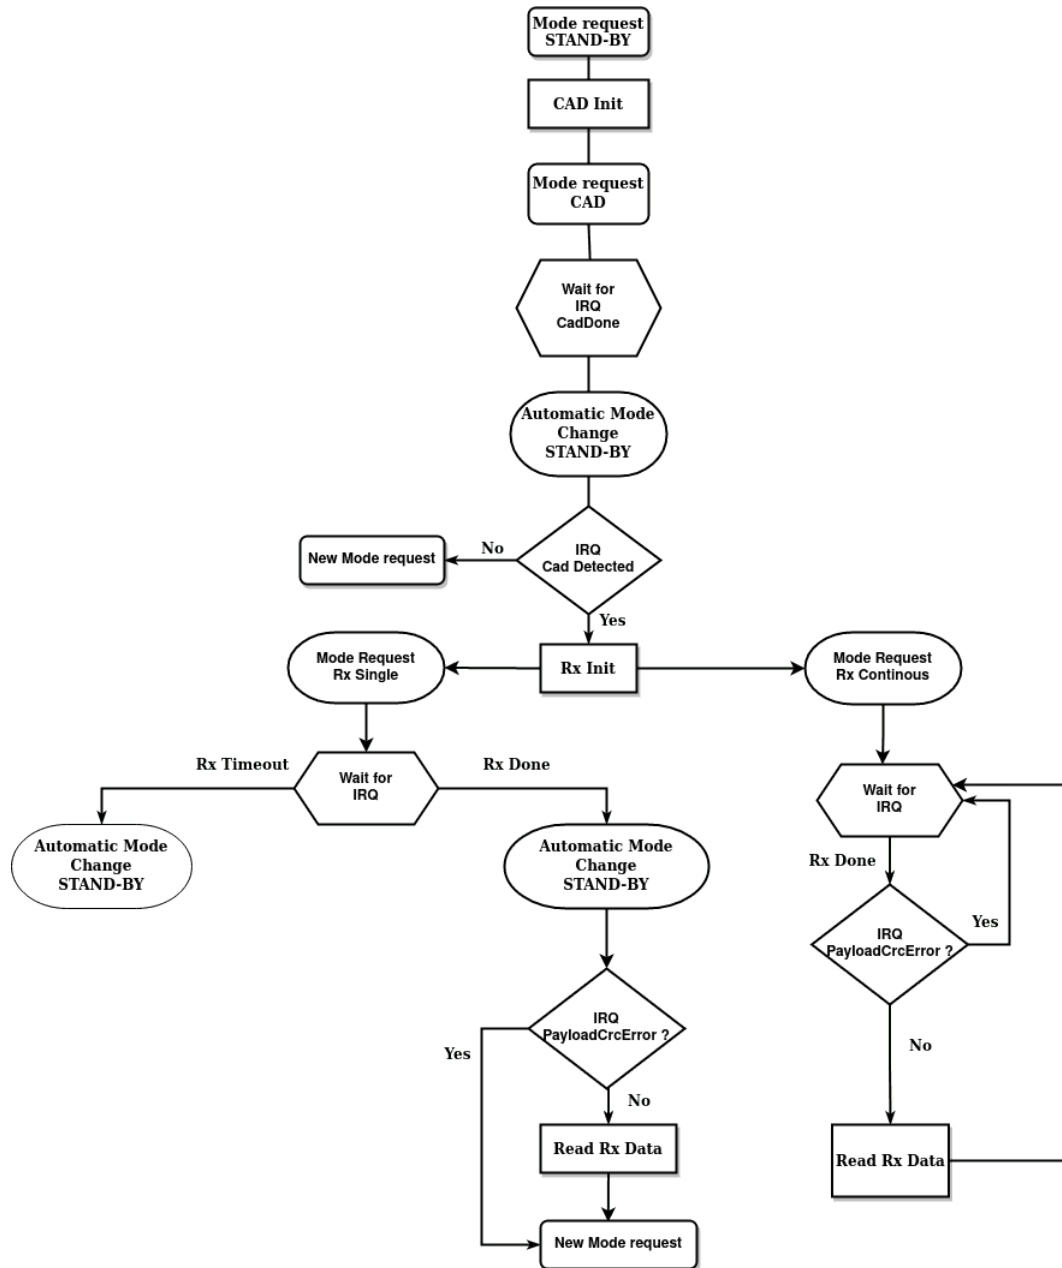 Mode request
STAND-BY
CAD Init
Mode request
CAD
Wait for
IRQ
CadDone
Automatic Mode
Change
STAND-BY
IRQ
Cad Detected
No
New Mode request
Yes
Rx Init
Mode Request
Rx Single
Mode Request
Rx Continous
Wait for
IRQ
Rx Timeout
Rx Done
Automatic Mode
Change
STAND-BY
Automatic Mode
Change
STAND-BY
IRQ
PayloadCrcError ?
Yes
No
Read Rx Data
New Mode request
Wait for
IRQ
Rx Done
IRQ
PayloadCrcError ?
Yes
No
Read Rx Data